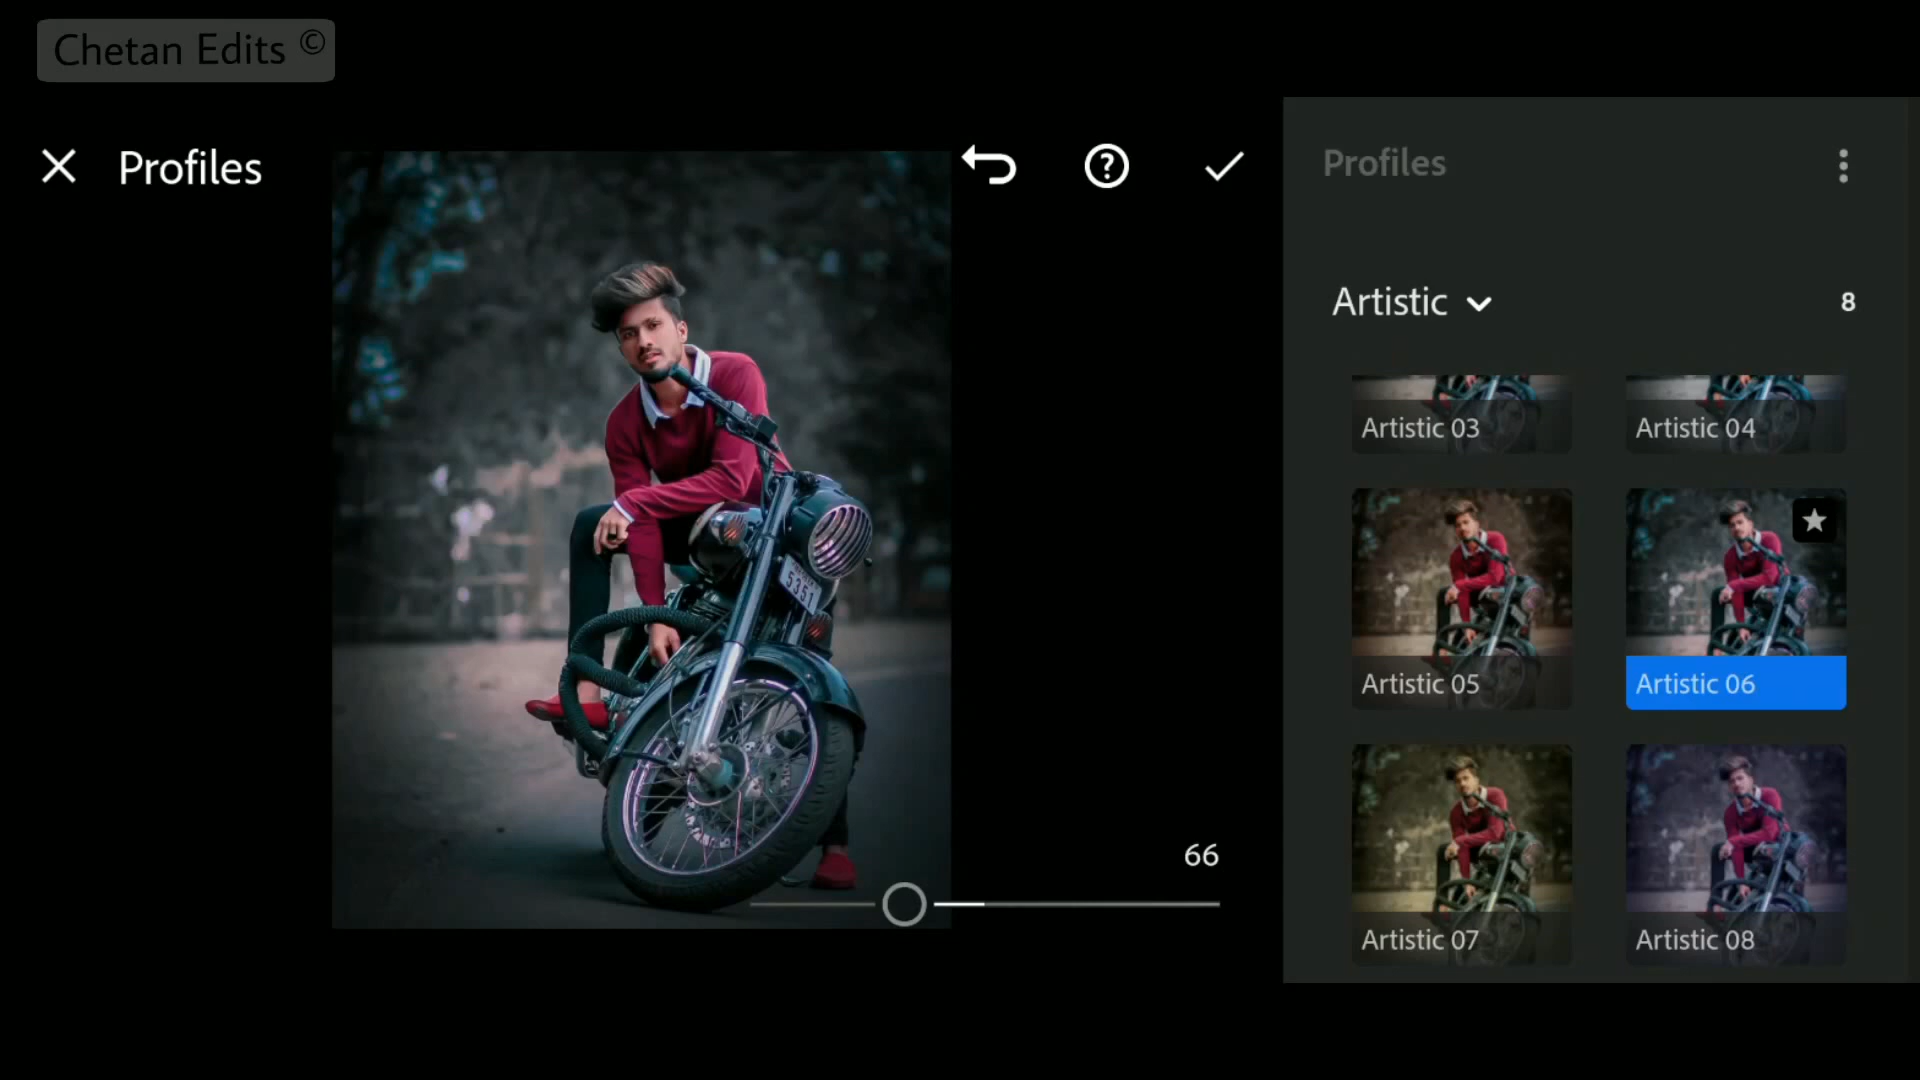 Chetan Edits ©
Profiles
Profiles
Artistic
8
Artistic 03
Artistic 04
5351
Artistic 05
Artistic 06
Artistic 07
Artistic 08
66